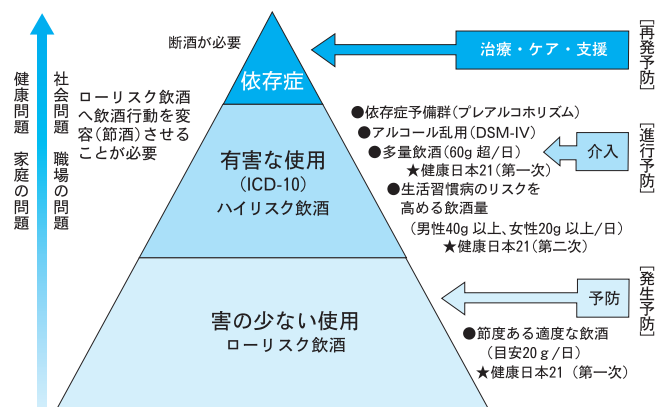 断酒が必要
治療・ケア・支援
[再発予防]
依存症
健康問題 家庭の問題
社会問題 職場の問題
ローリスク飲酒
へ飲酒行動を変
容(節酒)させる
ことが必要
有害な使用
(ICD-10)
ハイリスク飲酒
●依存症予備群(プレアルコホリズム)
●アルコール乱用(DSM-IV)
●多量飲酒(60g 超/日)
★健康日本21(第一次)
●生活習慣病のリスクを
高める飲酒量
(男性40g 以上、女性20g 以上/日)
★健康日本21(第二次)
介入
[進行予防]
害の少ない使用
ローリスク飲酒
予防
[発生予防]
●節度ある適度な飲酒
(目安20g/日)
★健康日本21(第一次)